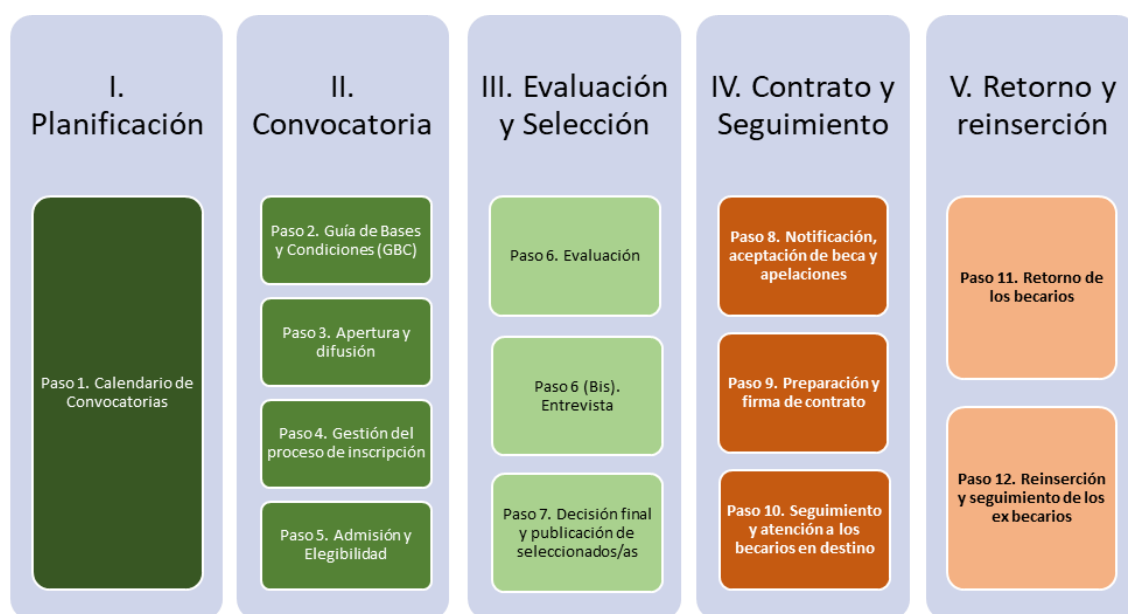 I.
Planificación
Paso 1. Calendario de
Convocatorias
II.
Convocatoria
Paso 2. Guía de Bases
y Condiciones (GBC)
Paso 3. Apertura y
difusión
Paso 4. Gestión del
proceso de inscripción
Paso 5. Admisión y
Elegibilidad
III. Evaluación
y Selección
Paso 6. Evaluación
Paso 6 (Bis).
Entrevista
Paso 7. Decisión final
y publicación de
seleccionados/as
IV. Contrato y
Seguimiento
Paso 8. Notificación,
aceptación de beca y
apelaciones
Paso 9. Preparación y
firma de contrato
Paso 10. Seguimiento
y atención a los
becarios en destino
V. Retorno y
reinserción
Paso 11. Retorno de
los becarios
Paso 12. Reinserción
y seguimiento de los
ex becarios